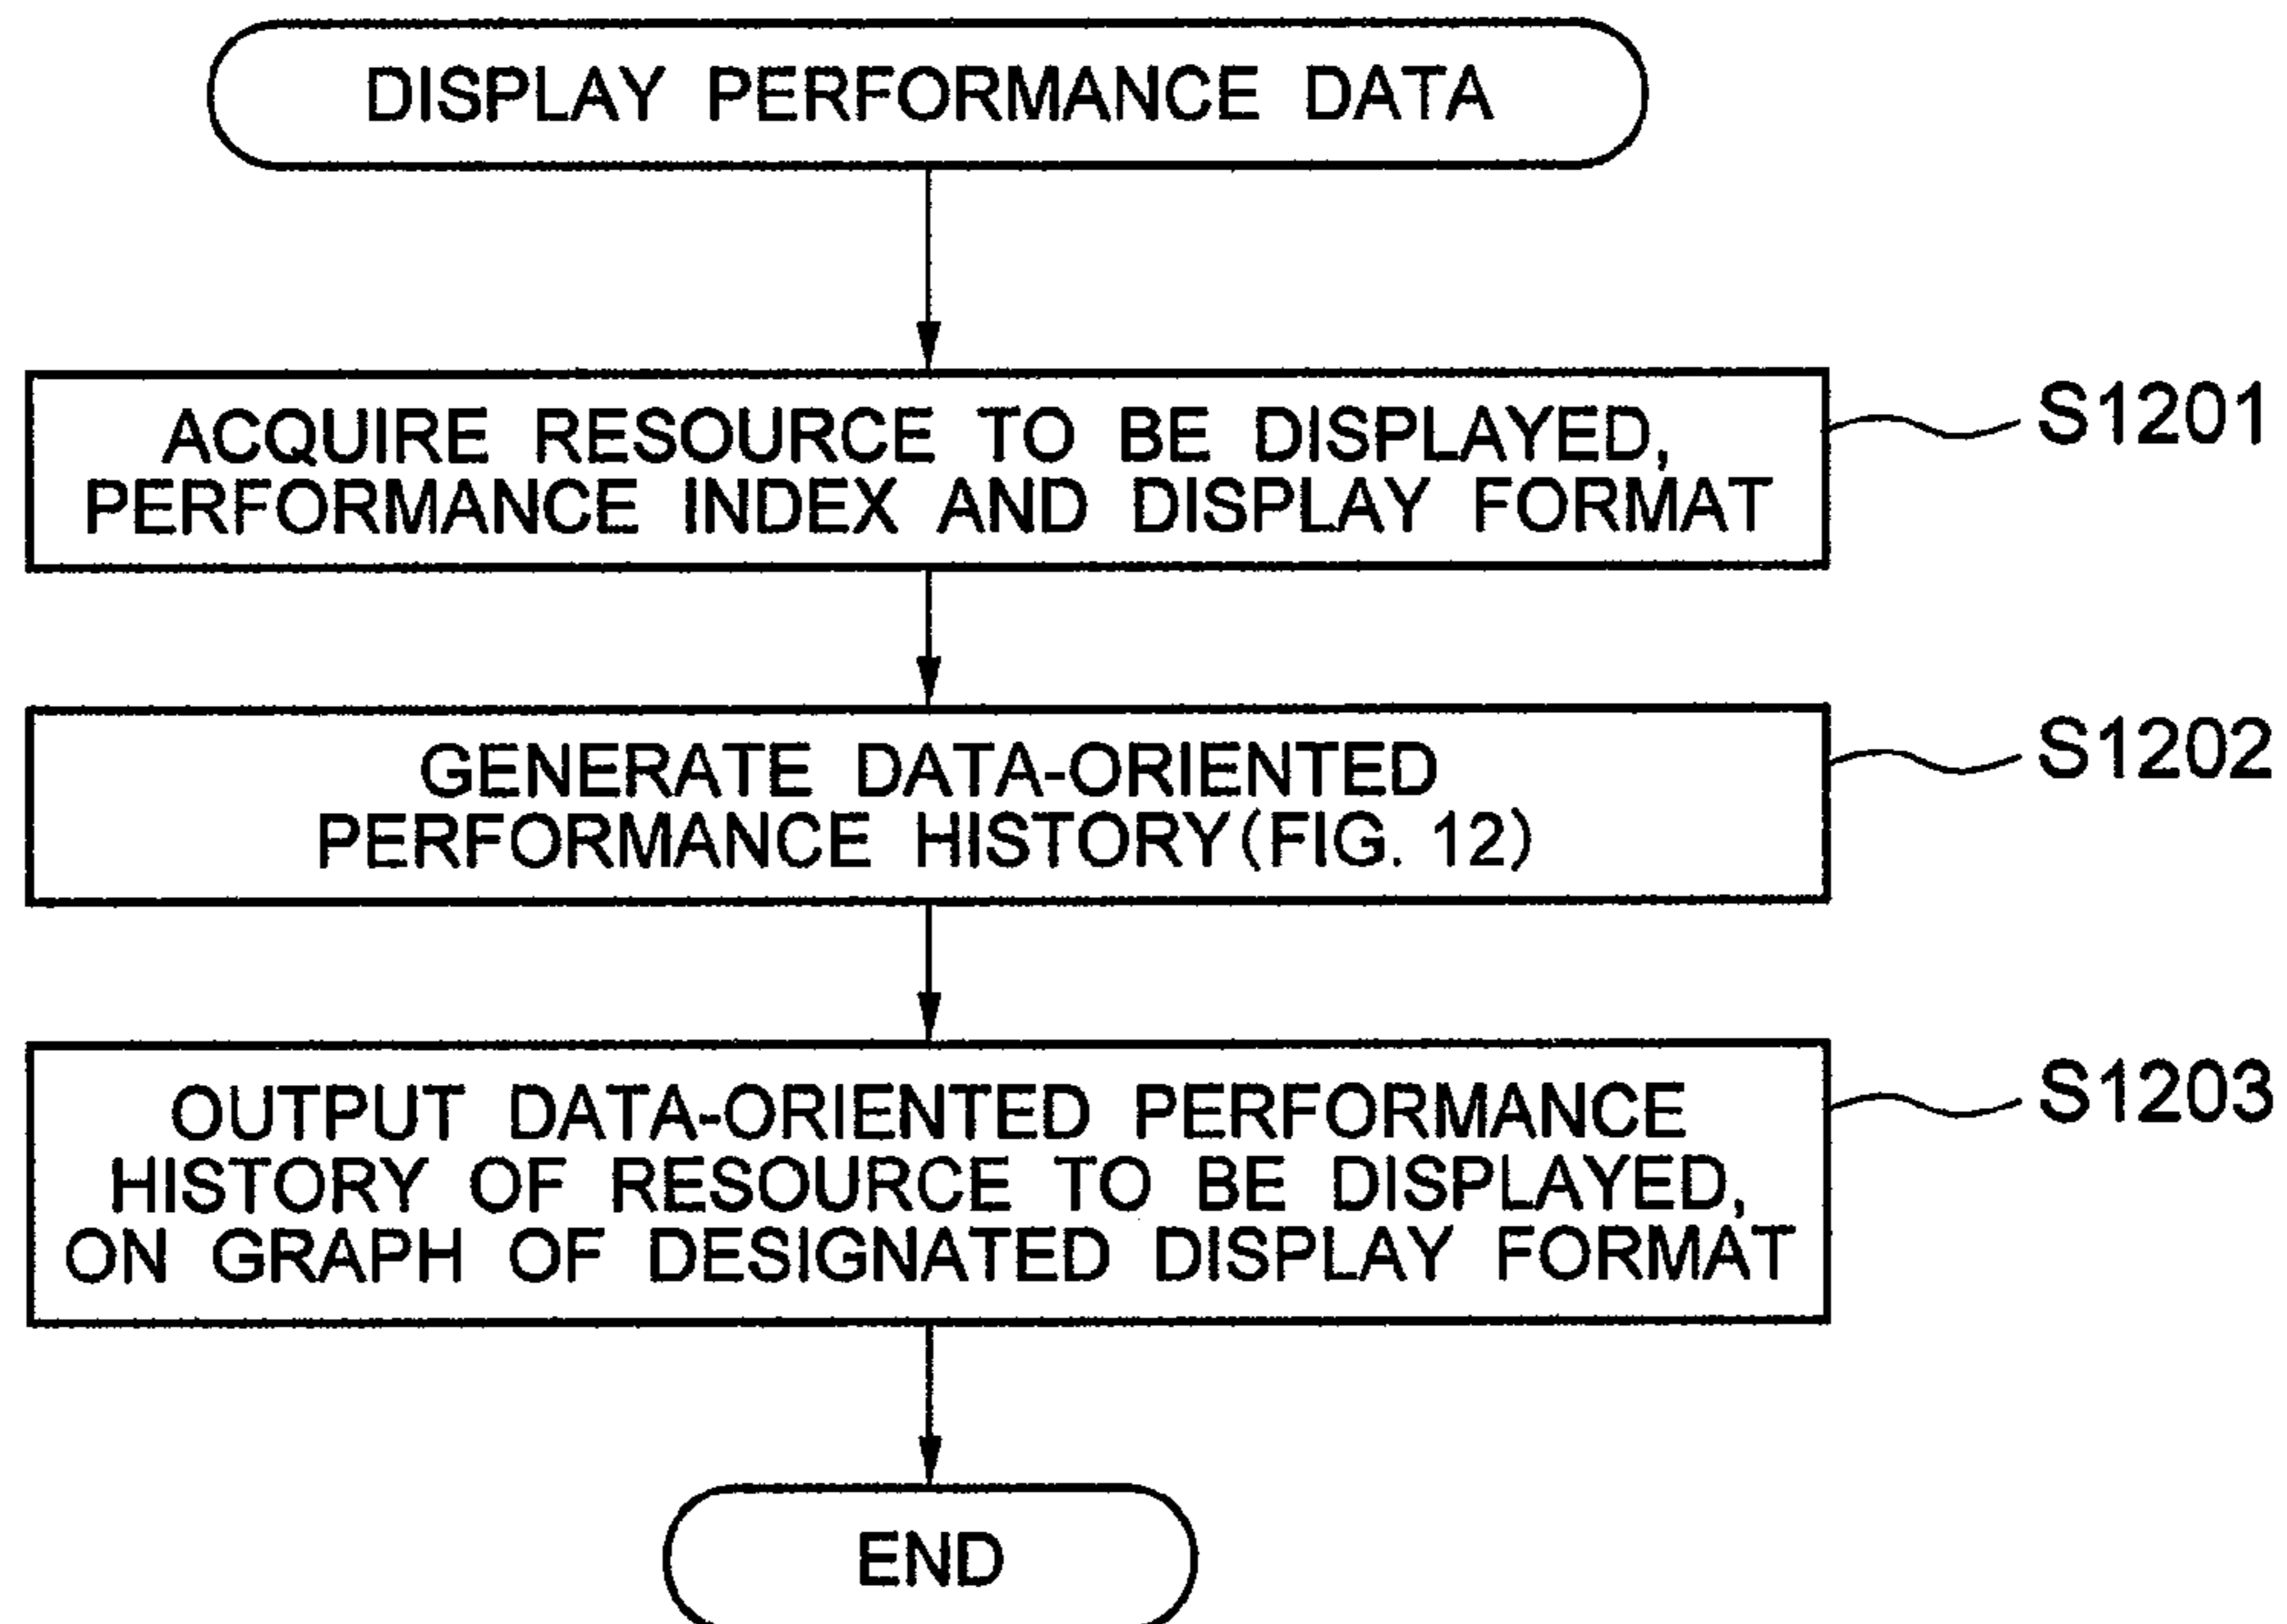 DISPLAY PERFORMANCE DATA
ACQUIRE RESOURCE TO BE DISPLAYED,
PERFORMANCE INDEX AND DISPLAY FORMAT
S1201
GENERATE DATA-ORIENTED
PERFORMANCE HISTORY(FIG. 12)
S1202
OUTPUT DATA-ORIENTED PERFORMANCE
HISTORY OF RESOURCE TO BE DISPLAYED,
ON GRAPH OF DESIGNATED DISPLAY FORMAT
S1203
END